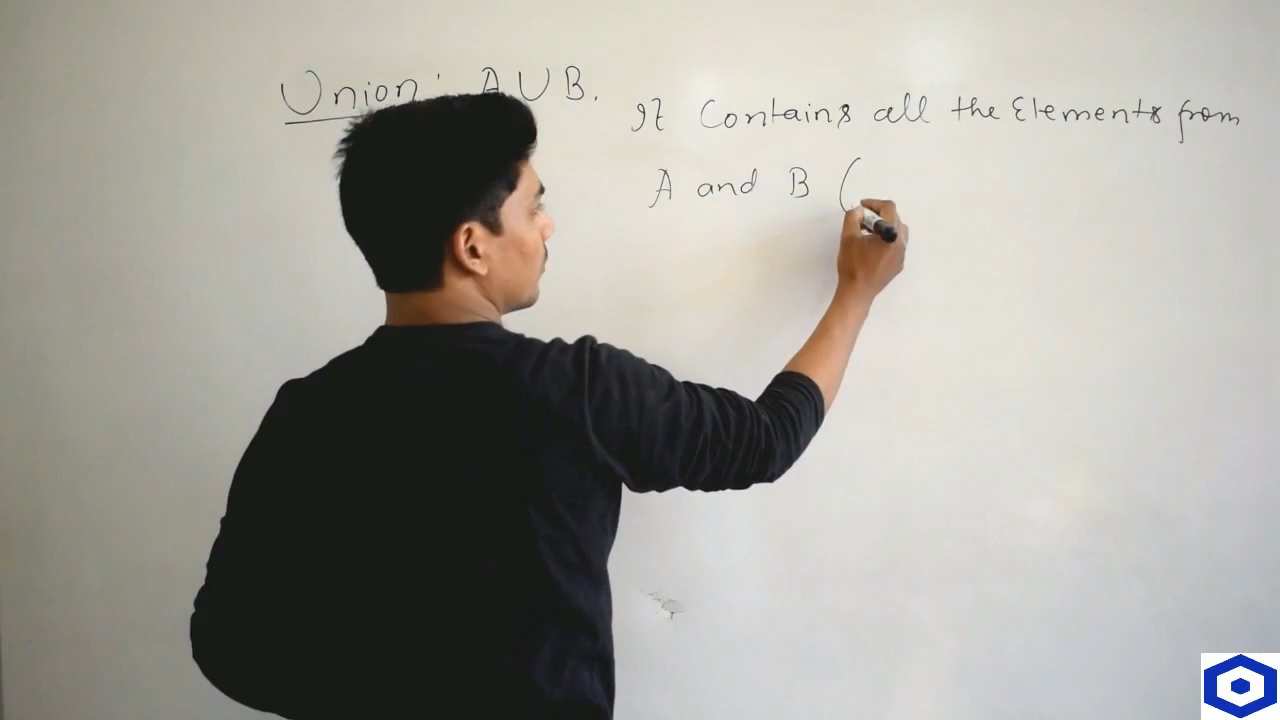 Union: A∪B.
It Contains all the Elements from
A and B (